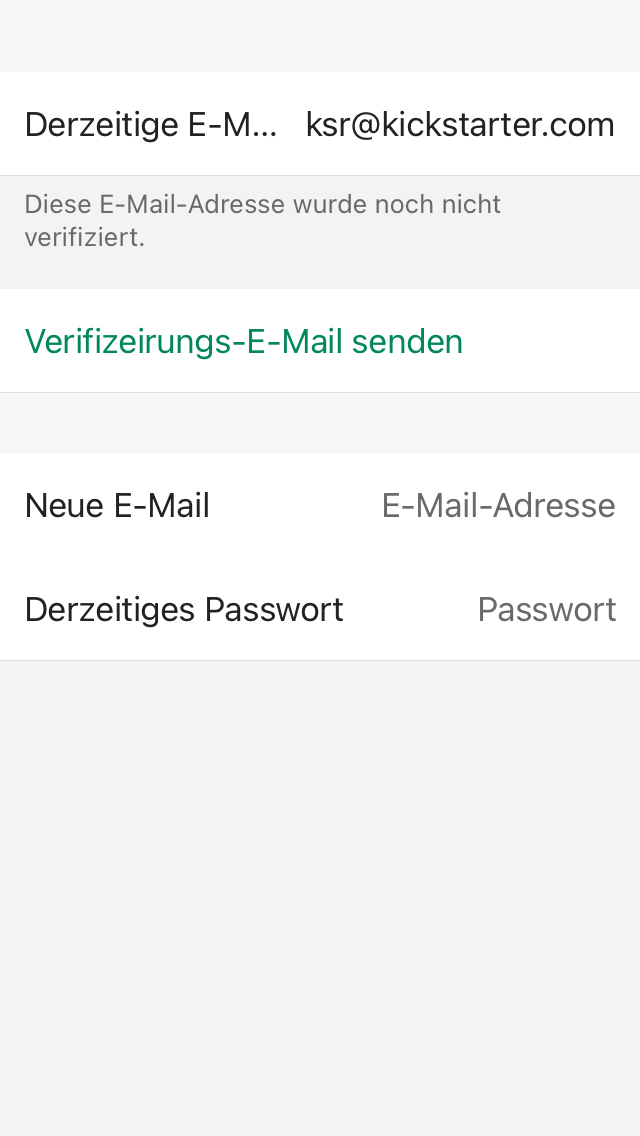 Derzeitige E-M... ksr@kickstarter.com
Diese E-Mail-Adresse wurde noch nicht
verifiziert.
Verifizeirungs-E-Mail senden
Neue E-Mail E-Mail-Adresse
Derzeitiges Passwort Passwort